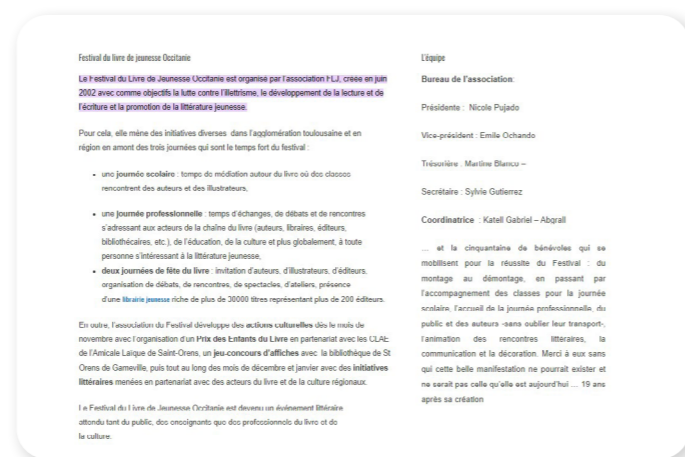 Festival du livre de jeunesse Occitanie
Le Festival du Livre de Jeunesse Occitanie est organisé par l'association FLJ, créée en juin
2002 avec comme objectifs la lutte contre l'illettrisme, le développement de la lecture et de
l'écriture et la promotion de la littérature jeunesse.
Pour cela, elle mène des initiatives diverses dans l'agglomération toulousaine et en
région en amont des trois journées qui sont le temps fort du festival :
• une journée scolaire : temps de médiation autour du livre où des classes
rencontrent des auteurs et des illustrateurs,
• une journée professionnelle : temps d'échanges, de débats et de rencontres
s'adressant aux acteurs de la chaîne du livre (auteurs, libraires, éditeurs,
bibliothécaires, etc.), de l'éducation, de la culture et plus globalement, à toute
personne s'intéressant à la littérature jeunesse,
• deux journées de fête du livre : invitation d'auteurs, d'illustrateurs, d'éditeurs,
organisation de débats, de rencontres, de spectacles, d'ateliers, présence
d'une librairie jeunesse riche de plus de 30000 titres représentant plus de 200 éditeurs.
En outre, l'association du Festival développe des actions culturelles dès le mois de
novembre avec l'organisation d'un Prix des Enfants du Livre en partenariat avec les CLAE
de l'Amicale Laïque de Saint-Orens, un jeu-concours d'affiches avec la bibliothèque de St
Orens de Gameville, puis tout au long des mois de décembre et janvier avec des initiatives
littéraires menées en partenariat avec des acteurs du livre et de la culture régionaux.
Le Festival du Livre de Jeunesse Occitanie est devenu un événement littéraire
attendu tant du public, des enseignants que des professionnels du livre et de
la culture.
L'équipe
Bureau de l'association:
Présidente : Nicole Pujado
Vice-président : Emile Ochando
Trésorière : Martine Blanco –
Secrétaire : Sylvie Gutierrez
Coordinatrice : Katell Gabriel – Abgrall
… et la cinquantaine de bénévoles qui se
mobilisent pour la réussite du Festival : du
montage au démontage, en passant par
l'accompagnement des classes pour la journée
scolaire, l'accueil de la journée professionnelle, du
public et des auteurs -sans oublier leur transport-,
l'animation des rencontres littéraires, la
communication et la décoration. Merci à eux sans
qui cette belle manifestation ne pourrait exister et
ne serait pas celle qu'elle est aujourd'hui … 19 ans
après sa création